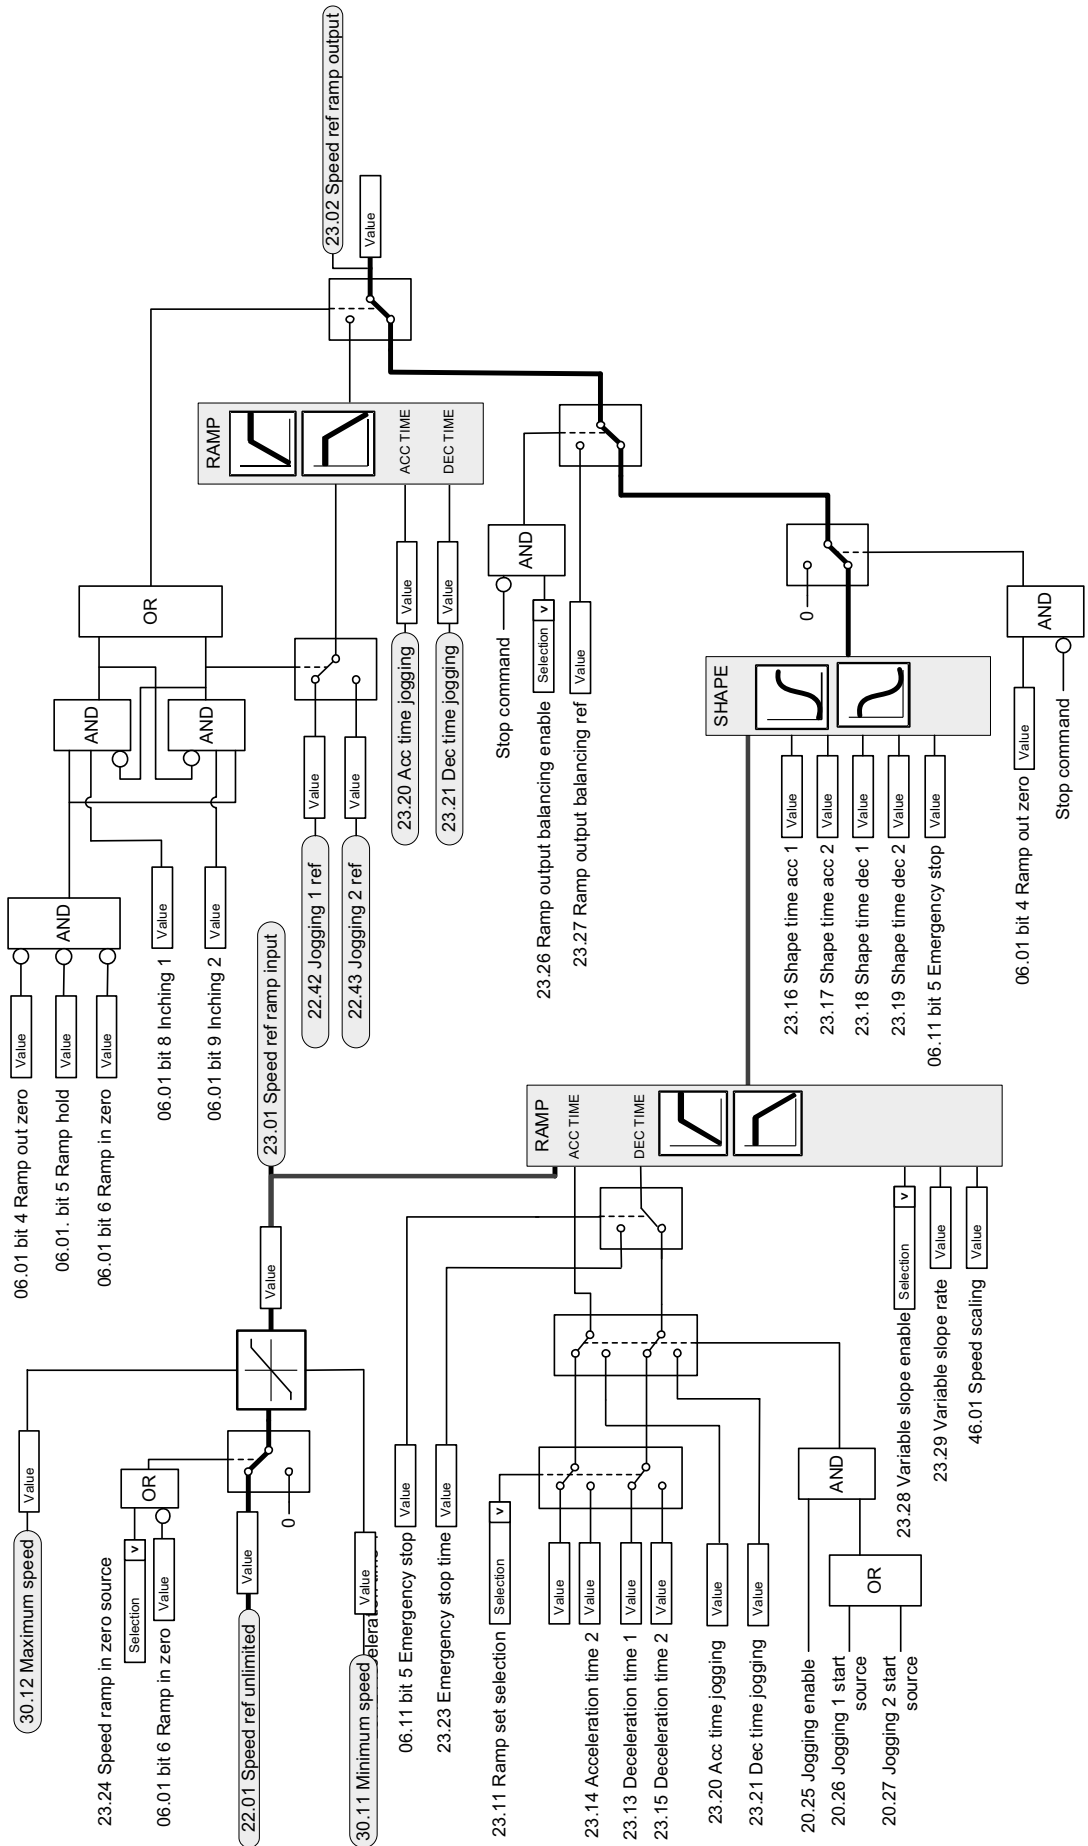 30.12 Maximum speed
Value
23.24 Speed ramp in zero source
Selection
v
06.01 bit 6 Ramp in zero
Value
OR
22.01 Speed ref unlimited
Value
0
30.11 Minimum speed
Value
Value
23.01 Speed ref ramp input
06.01 bit 4 Ramp out zero
Value
06.01. bit 5 Ramp hold
Value
06.01 bit 6 Ramp in zero
Value
AND
06.01 bit 8 Inching 1
Value
06.01 bit 9 Inching 2
Value
AND
AND
OR
22.42 Jogging 1 ref
Value
22.43 Jogging 2 ref
Value
23.20 Acc time jogging
Value
23.21 Dec time jogging
Value
RAMP
ACC TIME
DEC TIME
23.02 Speed ref ramp output
Value
06.11 bit 5 Emergency stop
Value
23.23 Emergency stop time
Value
23.11 Ramp set selection
Selection
v
Value
23.14 Acceleration time 2
Value
23.13 Deceleration time 1
Value
23.15 Deceleration time 2
Value
23.20 Acc time jogging
Value
23.21 Dec time jogging
Value
20.25 Jogging enable
20.26 Jogging 1 start
source
20.27 Jogging 2 start
source
OR
AND
23.28 Variable slope enable
Selection
v
23.29 Variable slope rate
Value
46.01 Speed scaling
Value
RAMP
ACC TIME
DEC TIME
Stop command
23.26 Ramp output balancing enable
Selection
v
AND
23.27 Ramp output balancing ref
Value
SHAPE
23.16 Shape time acc 1
Value
23.17 Shape time acc 2
Value
23.18 Shape time dec 1
Value
23.19 Shape time dec 2
Value
06.11 bit 5 Emergency stop
Value
0
06.01 bit 4 Ramp out zero
Value
Stop command
AND